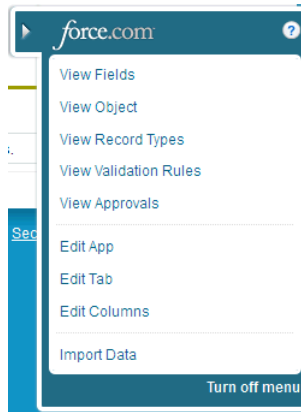 force.com
?
View Fields
View Object
View Record Types
s.
View Validation Rules
View Approvals
Sec
Edit App
Edit Tab
Edit Columns
Import Data
Turn off menu